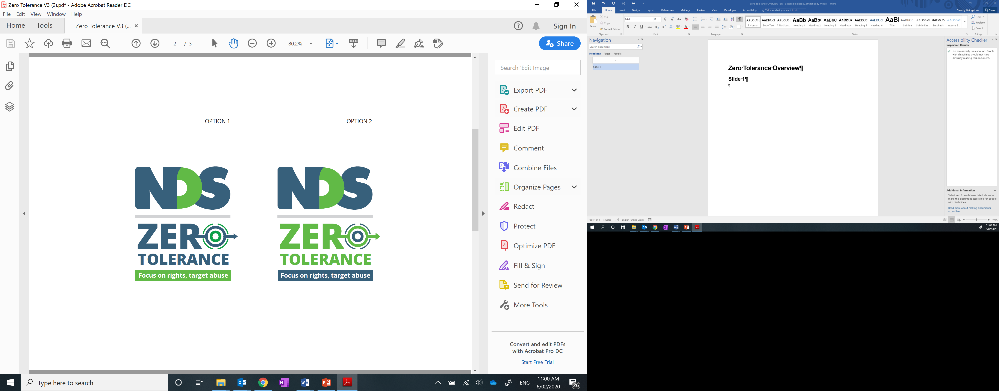 Zero Tolerance V3 (2).pdf - Adobe Acrobat Reader DC
File Edit View Window Help
Home Tools Zero Tolerance V3 (... ×
Sign In
2 / 3 80.2% Share
OPTION 1
OPTION 2
NDS
ZERO
TOLERANCE
Focus on rights, target abuse
NDS
ZERO
TOLERANCE
Focus on rights, target abuse
Search 'Edit Image'
Export PDF
Create PDF
Edit PDF
Comment
Combine Files
Organize Pages
Redact
Protect
Optimize PDF
Fill & Sign
Send for Review
More Tools
Convert and edit PDFs
with Acrobat Pro DC
Start Free Trial
Type here to search
ENG
11:00 AM
6/02/2020
26
Zero Tolerance Overview Ppt - accessible.docx [Compatibility Mode] - Word
File Home Insert Design Layout References Mailings Review View Developer Accessibility Tell me what you want to do...
Cassidy Livingstone Share
Paste
Cut
Copy
Format Painter
Arial 12
AaBbCcI AaBbCcI AaBbCcI AaBb AaBb( AaBbC AaBbCc AaBbCc AaBbCcI AaB AaBbCcI AaBbCcI AaBbCcI AaBbCcI
¶ Normal Body Text ¶ No Spac... Heading 1 Heading 2 Heading 3 Heading 4 Heading 5 Heading 6 Title Subtitle Subtle Em... Emphasis Intense E...
Find
Replace
Select
Clipboard Font Paragraph Styles Editing
Navigation
Search document
Headings Pages Results
Slide 1
Zero·Tolerance·Overview¶
Slide·1¶
¶
Accessibility Checker
Inspection Results
No accessibility issues found. People
with disabilities should not have
difficulty reading this document.
Additional Information
Select and fix each issue listed above to
make this document accessible for people
with disabilities.
Read more about making documents
accessible
Page 1 of 1 5 words English (United States) 100%
11:00 AM
6/02/2020